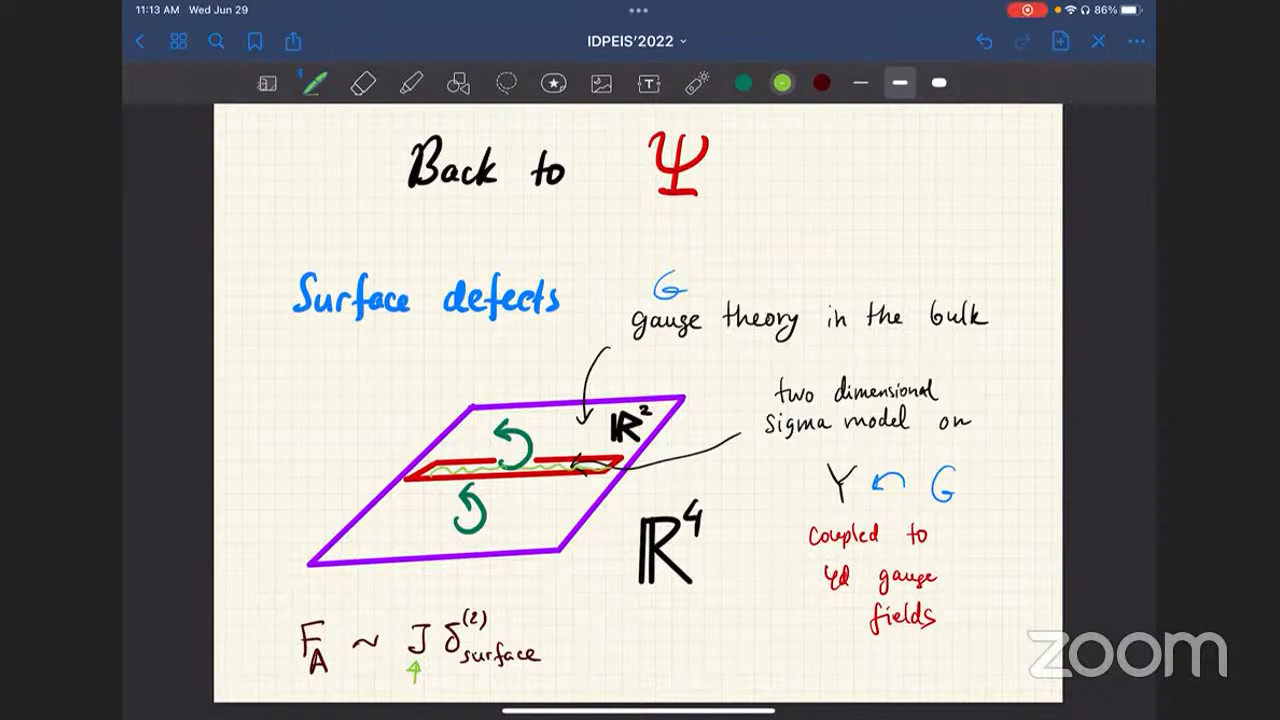 11:13 AM Wed Jun 29
86%
IDPEIS'2022
Back to Ψ
Surface defects
G
gauge theory in the bulk
two dimensional
sigma model on
ℝ²
Y G
ℝ⁴
coupled to
4d gauge
fields
F_A ~ J δ^(2)_surface
zoom